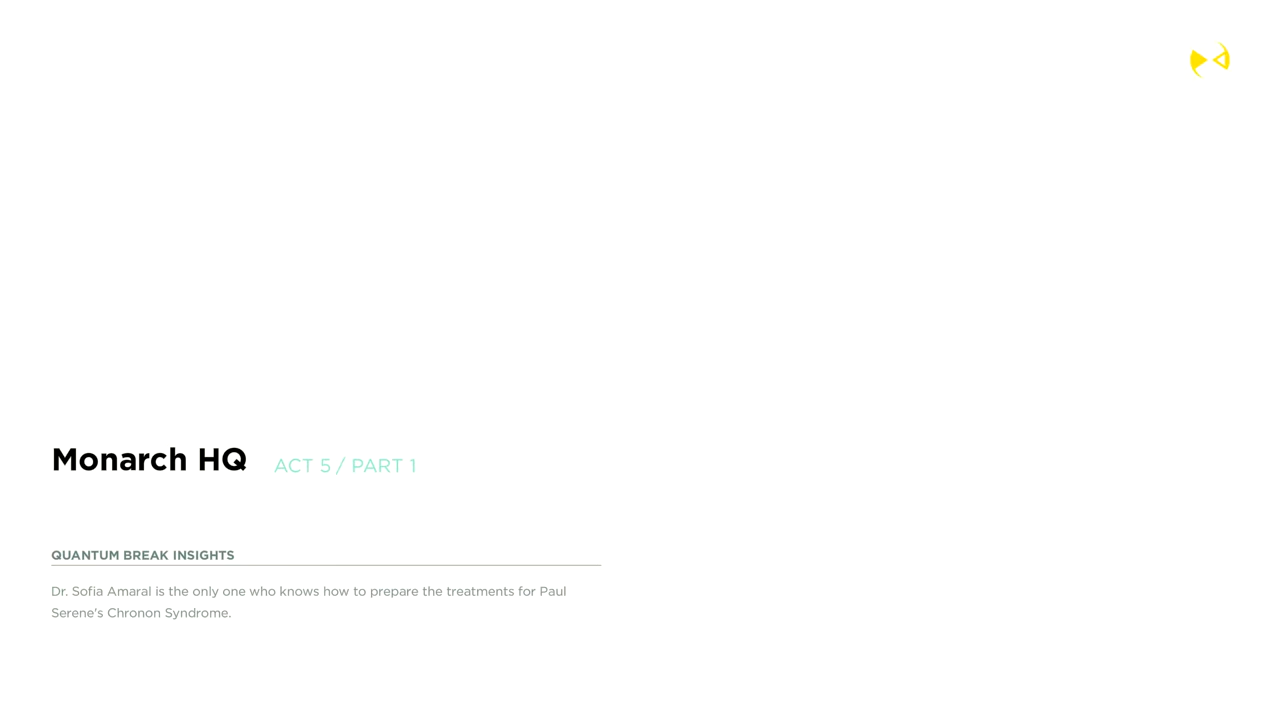 Monarch HQ ACT 5 / PART 1
QUANTUM BREAK INSIGHTS
Dr. Sofia Amaral is the only one who knows how to prepare the treatments for Paul
Serene's Chronon Syndrome.